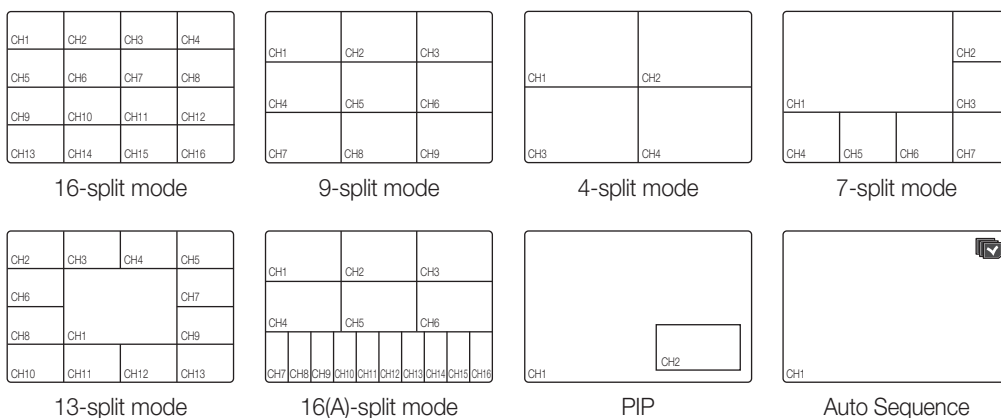 CH1 CH2 CH3 CH4
CH5 CH6 CH7 CH8
CH9 CH10 CH11 CH12
CH13 CH14 CH15 CH16
16-split mode
CH1 CH2 CH3
CH4 CH5 CH6
CH7 CH8 CH9
9-split mode
CH1 CH2
CH3 CH4
4-split mode
CH2
CH1 CH3
CH4 CH5 CH6 CH7
7-split mode
CH2 CH3 CH4 CH5
CH6 CH7
CH8 CH1 CH9
CH10 CH11 CH12 CH13
13-split mode
CH1 CH2 CH3
CH4 CH5 CH6
CH7 CH8 CH9 CH10 CH11 CH12 CH13 CH14 CH15 CH16
16(A)-split mode
CH2
CH1
PIP
CH1
Auto Sequence